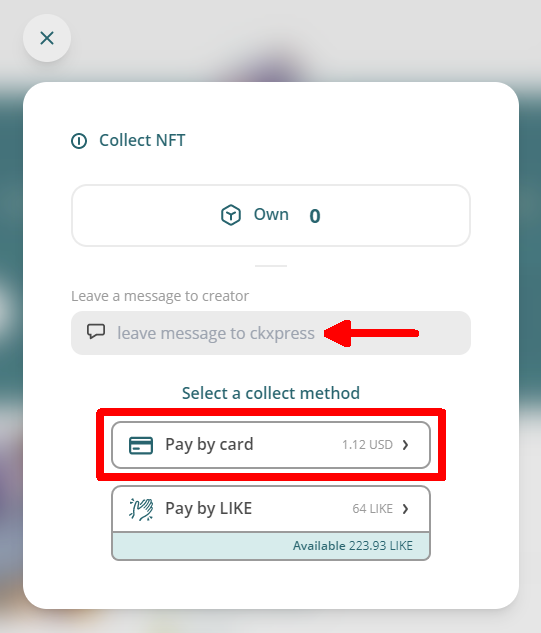 Collect NFT
Own 0
Leave a message to creator
leave message to ckxpress
Select a collect method
Pay by card 1.12 USD
Pay by LIKE 64 LIKE
Available 223.93 LIKE